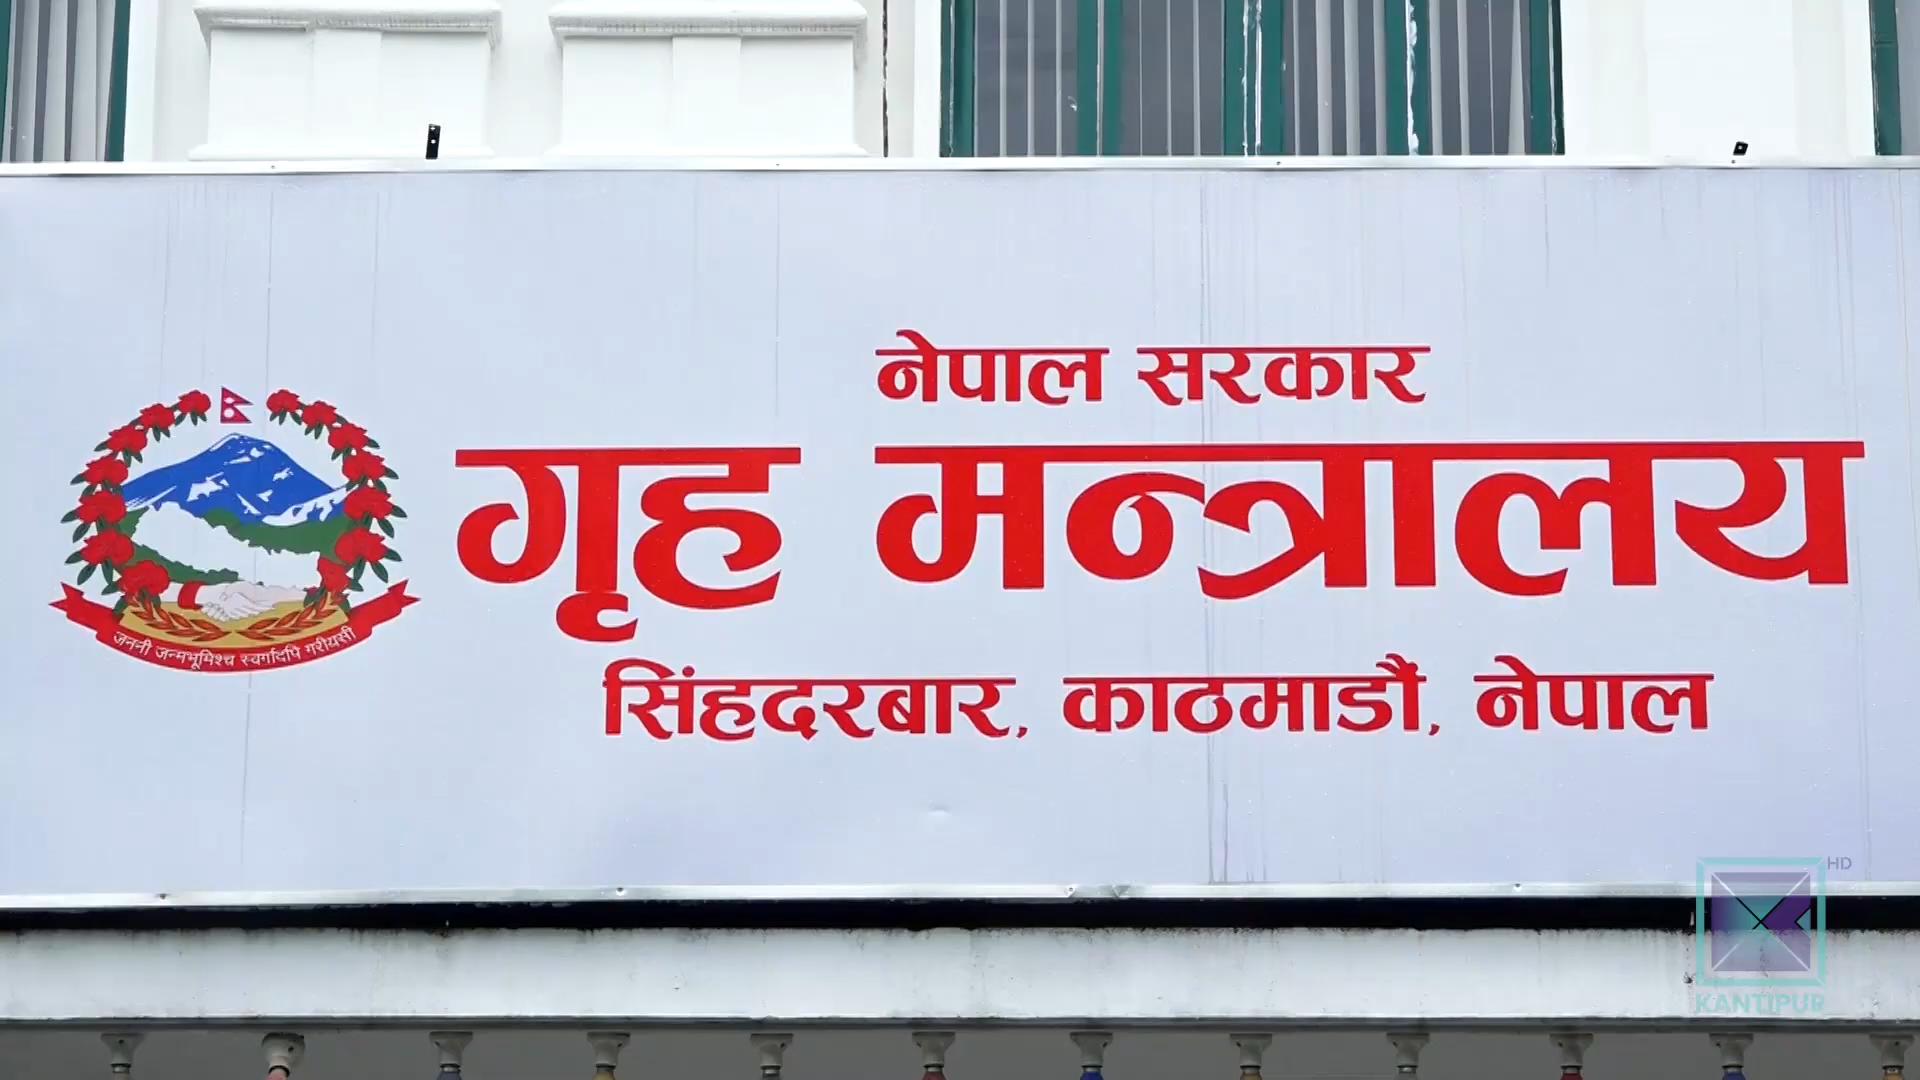 नेपाल सरकार
गृह मन्त्रालय
सिंहदरबार, काठमाडौं, नेपाल
जननी जन्मभूमिश्च स्वर्गादपि गरीयसी
HD
KANTIPUR